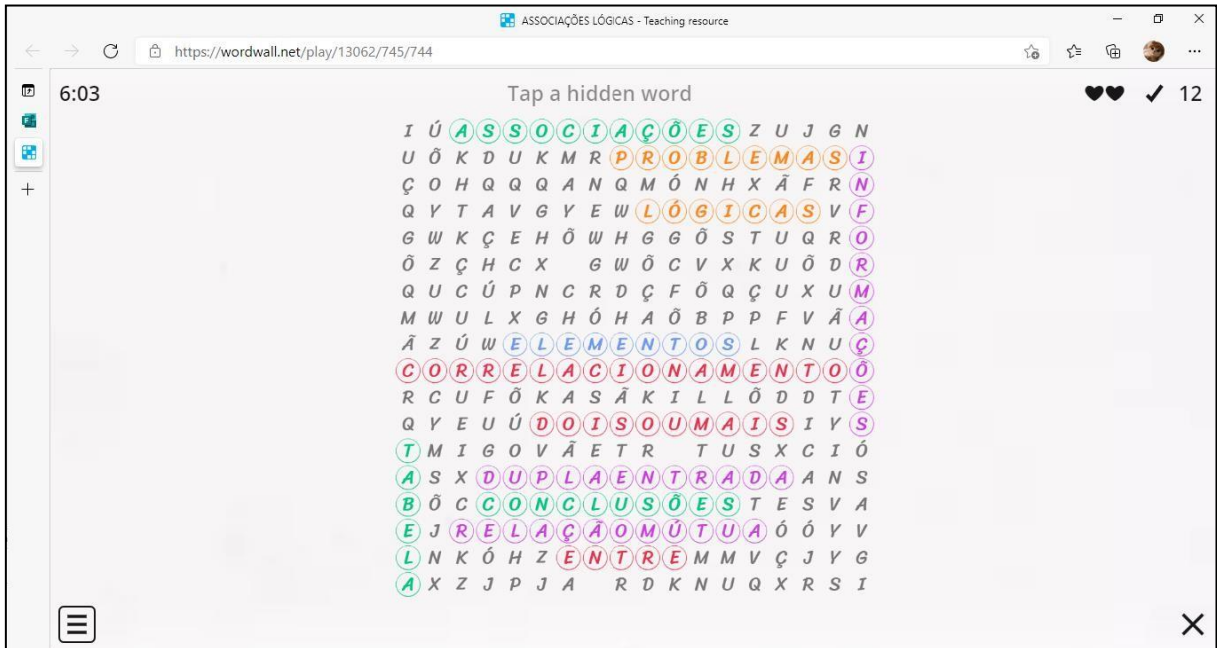 ASSOCIAÇÕES LÓGICAS - Teaching resource
https://wordwall.net/play/13062/745/744
6:03
Tap a hidden word
12
I Ú A S S O C I A Ç Õ E S Z U J G N
U Õ K D U K M R P R O B L E M A S I
Ç O H Q Q Q A N Q M Ó N H X Ã F R N
Q Y T A V G Y E W L Ó G I C A S V F
G W K Ç E H Õ W H G G Õ S T U Q R O
Õ Z Ç H C X G W Õ C V X K U Õ D R
Q U C Ú P N C R D Ç F Õ Q Ç U X U M
M W U L X G H Ó H A Õ B P P F V Ã A
Ã Z Ú W E L E M E N T O S L K N U Ç
C O R R E L A C I O N A M E N T O Õ
R C U F Õ K A S Ã K I L L Õ D D T E
Q Y E U Ú D O I S O U M A I S I Y S
T M I G O V Ã E T R T U S X C I Ó
A S X D U P L A E N T R A D A A N S
B Õ C C O N C L U S Õ E S T E S V A
E J R E L A Ç Ã O M Ú T U A Ó Ó Y V
L N K Ó H Z E N T R E M M V Ç J Y G
A X Z J P J A R D K N U Q X R S I